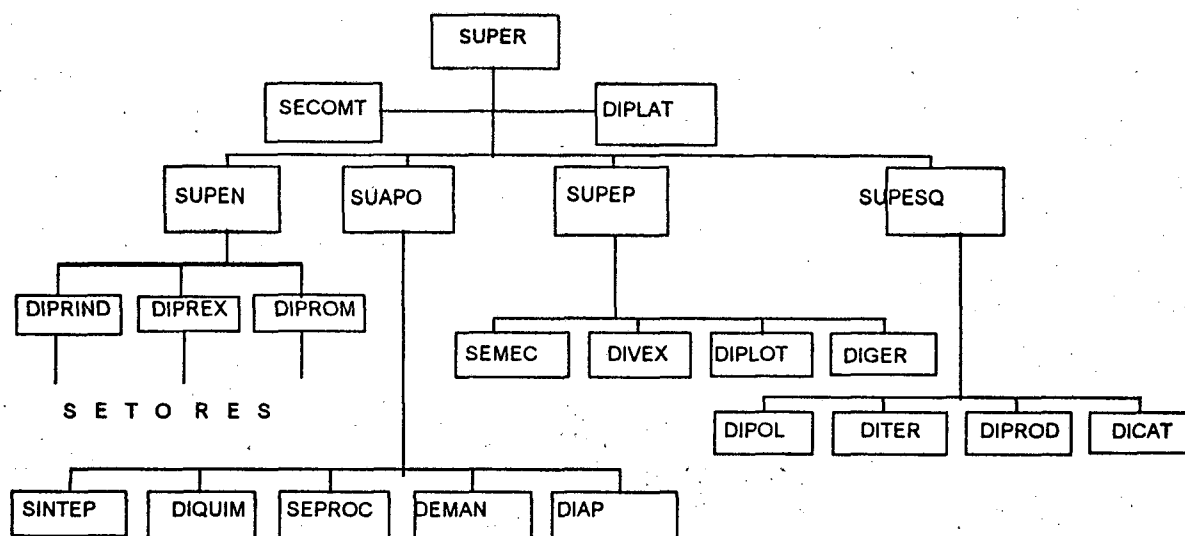 SUPER
SECOMT
DIPLAT
SUPEN
SUAPO
SUPEP
SUPESQ
DIPRIND
DIPREX
DIPROM
SEMEC
DIVEX
DIPLOT
DIGER
S E T O R E S
DIPOL
DITER
DIPROD
DICAT
SINTEP
DIQUIM
SEPROC
DEMAN
DIAP